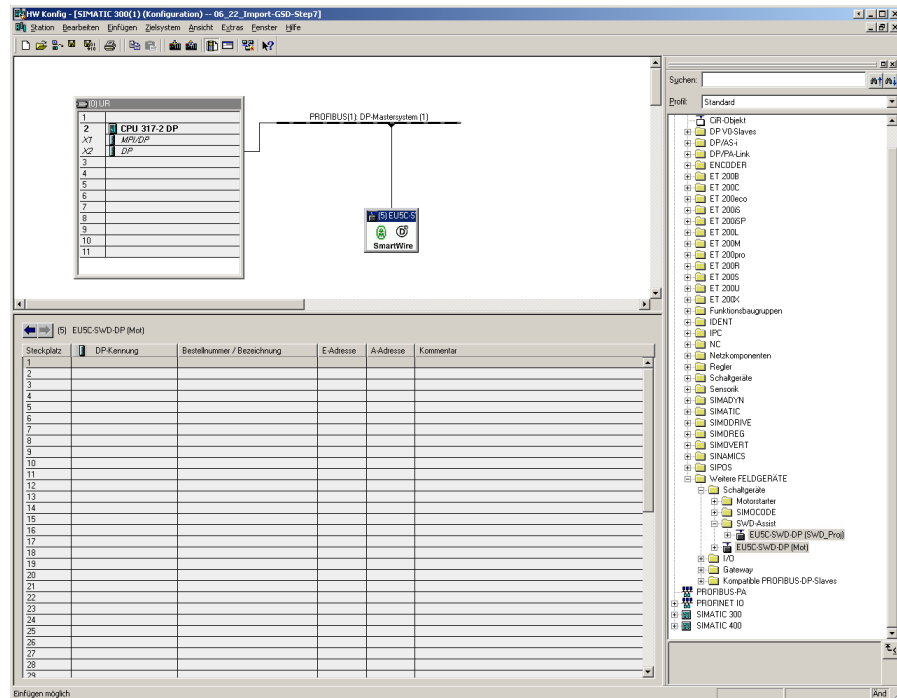 HW Konfig - [SIMATIC 300(1) (Konfiguration) -- 06_22_Import-GSD-Step7]
Station Bearbeiten Einfügen Zielsystem Ansicht Extras Fenster Hilfe
(0) UR
1
2 CPU 317-2 DP
X1 MPI/DP
X2 DP
3
4
5
6
7
8
9
10
11
PROFIBUS(1): DP-Mastersystem (1)
(5) EU5C-S
SmartWire
(5) EU5C-SWD-DP (Mot)
Steckplatz DP-Kennung Bestellnummer / Bezeichnung E-Adresse A-Adresse Kommentar
1
2
3
4
5
6
7
8
9
10
11
12
13
14
15
16
17
18
19
20
21
22
23
24
25
26
27
28
29
Suchen:
Profil: Standard
CiR-Objekt
DP V0-Slaves
DP/AS-i
DP/PA-Link
ENCODER
ET 200B
ET 200C
ET 200eco
ET 200iS
ET 200iSP
ET 200L
ET 200M
ET 200pro
ET 200R
ET 200S
ET 200U
ET 200X
Funktionsbaugruppen
IDENT
IPC
NC
Netzkomponenten
Regler
Schaltgeräte
Sensorik
SIMADYN
SIMATIC
SIMODRIVE
SIMOREG
SIMOVERT
SINAMICS
SIPOS
Weitere FELDGERÄTE
Schaltgeräte
Motorstarter
SIMOCODE
SWD-Assist
EU5C-SWD-DP (SWD_Proj)
EU5C-SWD-DP (Mot)
I/O
Gateway
Kompatible PROFIBUS-DP-Slaves
PROFIBUS-PA
PROFINET IO
SIMATIC 300
SIMATIC 400
Einfügen möglich
Änd